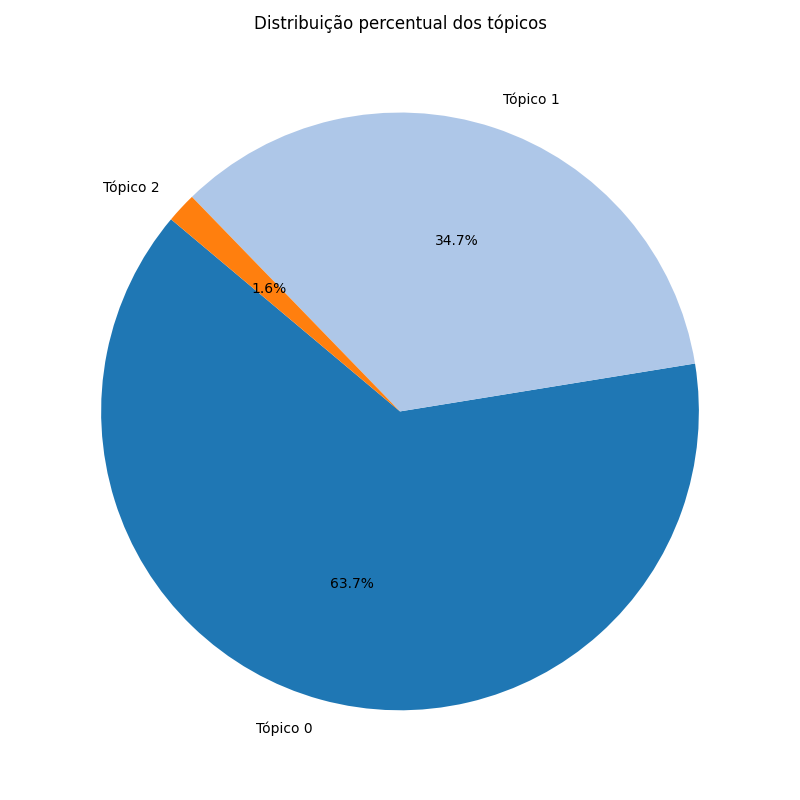 Distribuição percentual dos tópicos
Tópico 1
Tópico 2
34.7%
1.6%
63.7%
Tópico 0